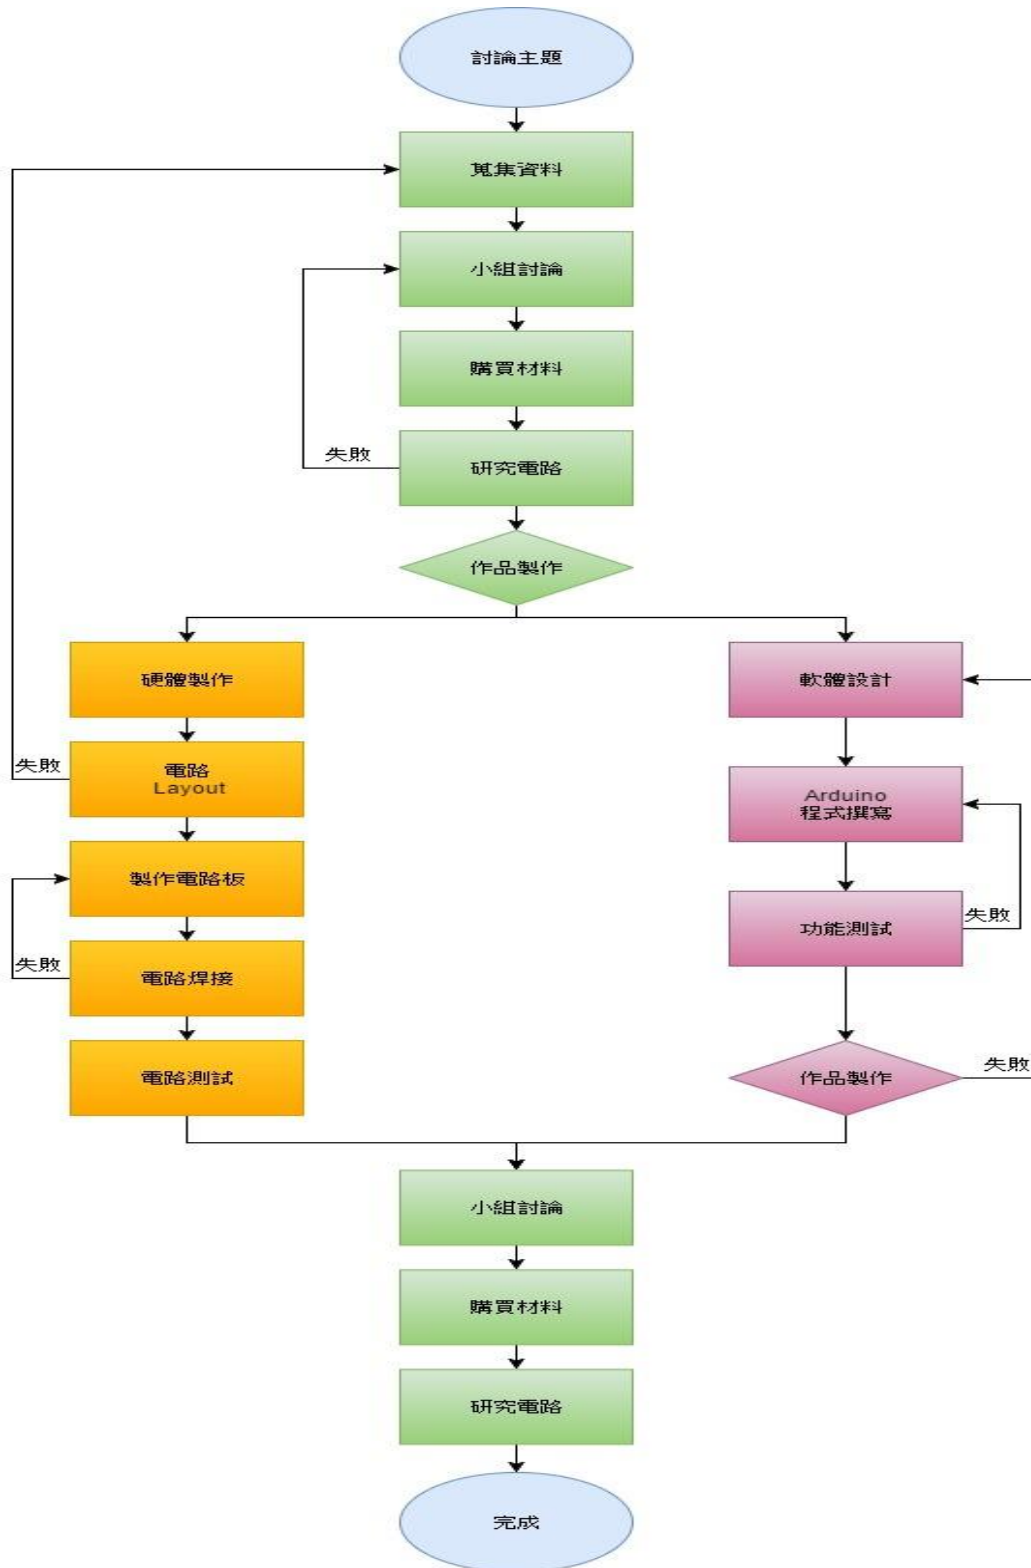 討論主題
蒐集資料
小組討論
購買材料
失敗
研究電路
作品製作
硬體製作
軟體設計
失敗
電路
Layout
Arduino
程式撰寫
製作電路板
失敗
功能測試
失敗
電路焊接
電路測試
作品製作
失敗
小組討論
購買材料
研究電路
完成